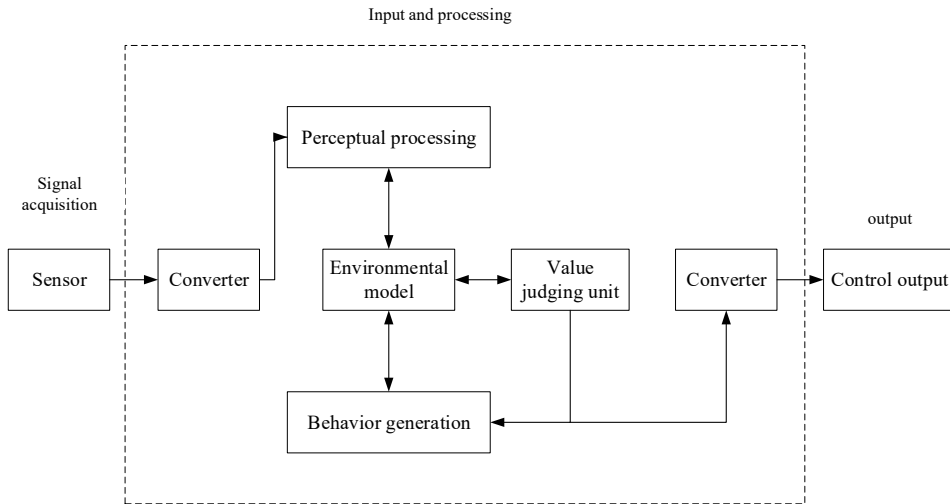 Input and processing
Perceptual processing
Signal
acquisition
output
Sensor
Converter
Environmental
model
Value
judging unit
Converter
Control output
Behavior generation